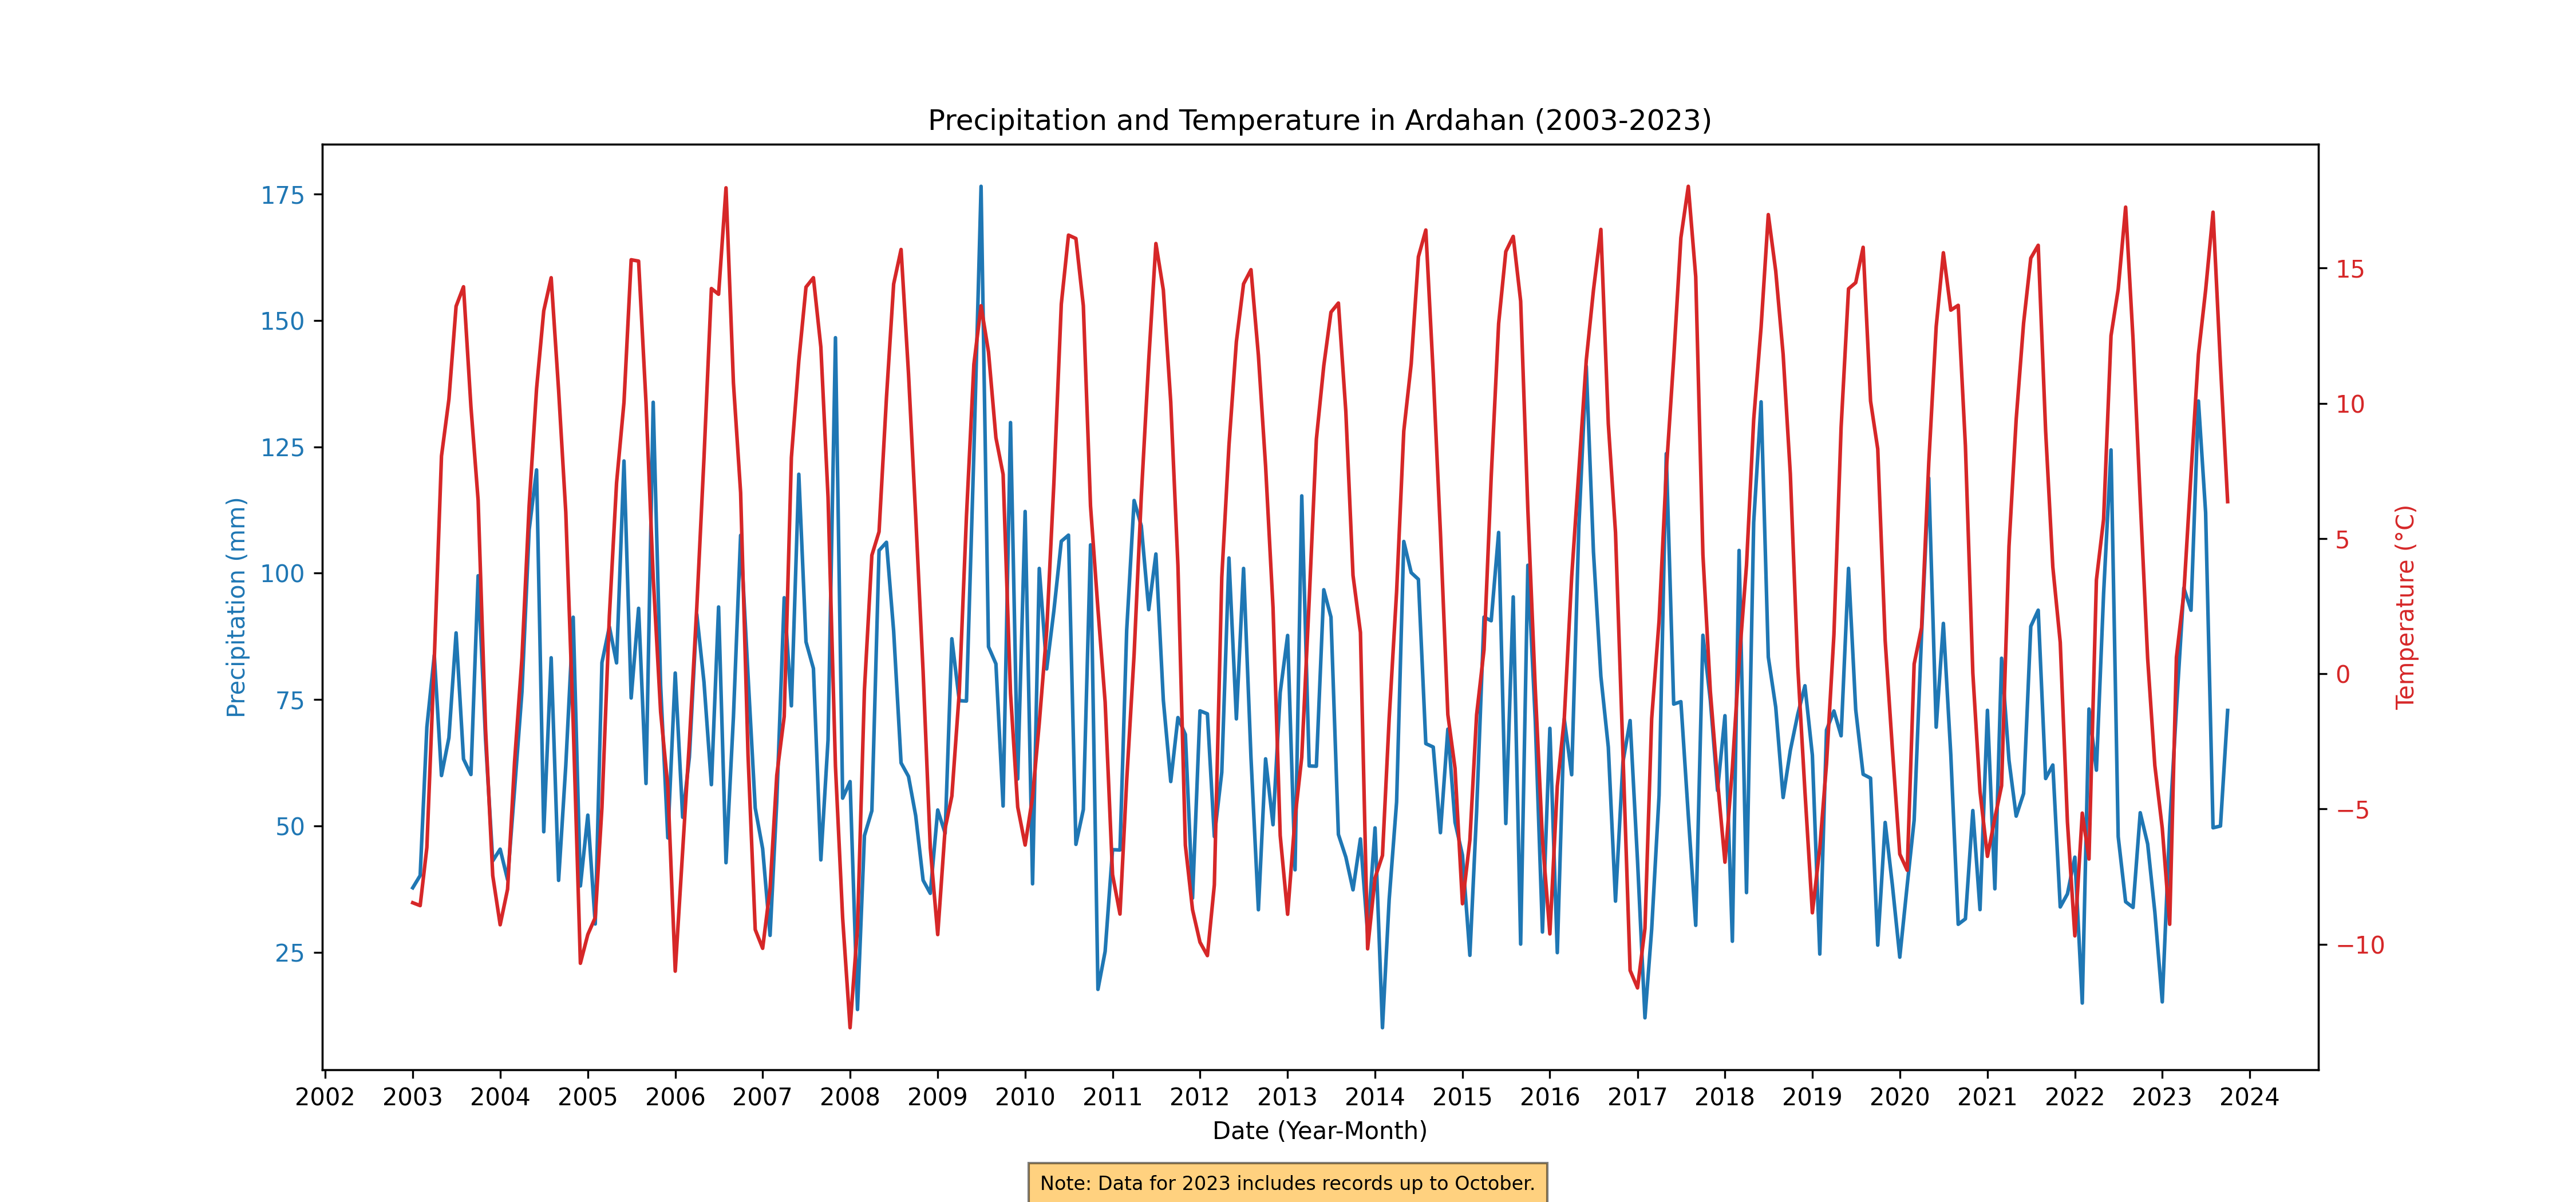 Precipitation and Temperature in Ardahan (2003-2023)
175
150
125
100
75
50
25
Precipitation (mm)
15
10
5
0
−5
−10
Temperature (°C)
2002 2003 2004 2005 2006 2007 2008 2009 2010 2011 2012 2013 2014 2015 2016 2017 2018 2019 2020 2021 2022 2023 2024
Date (Year-Month)
Note: Data for 2023 includes records up to October.